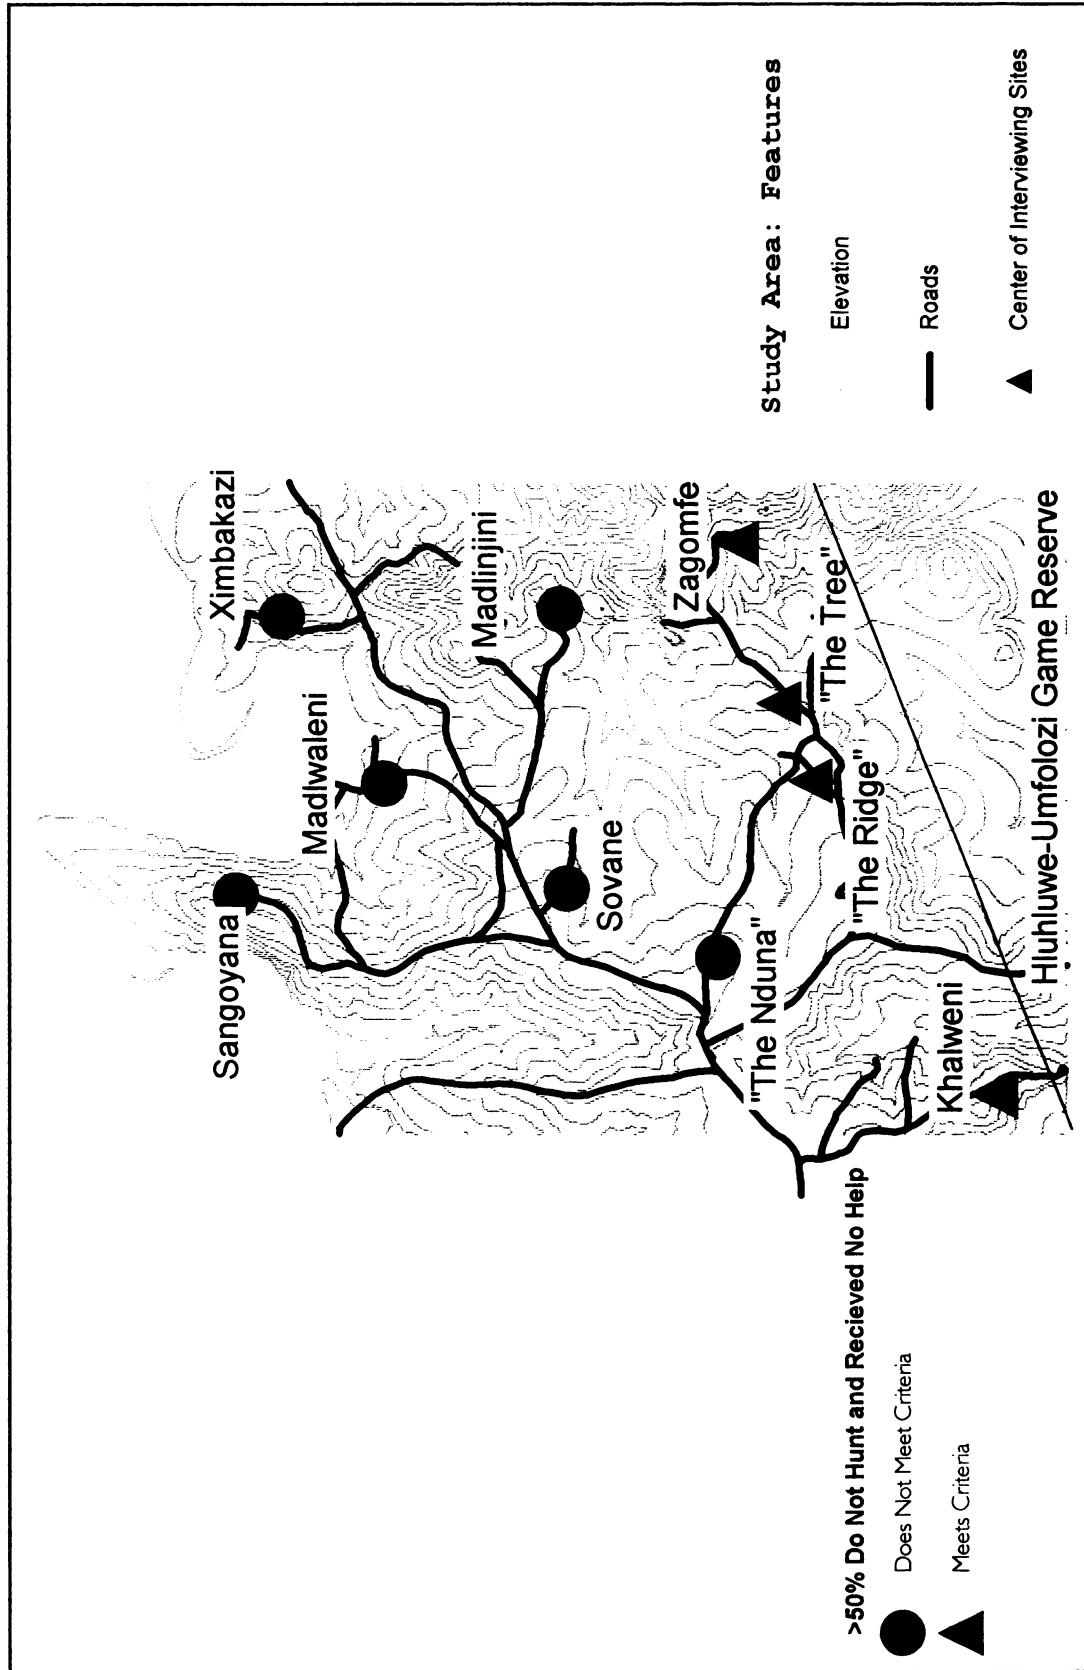 Sangoyana
Ximbakazi
Madlwaleni
Madlinjini
Sovane
Zagomfe
"The Nduna"
"The Tree"
"The Ridge"
Khalweni
Hluhluwe-Umfolozi Game Reserve
>50% Do Not Hunt and Recieved No Help
Does Not Meet Criteria
Meets Criteria
Study Area: Features
Elevation
Roads
Center of Interviewing Sites